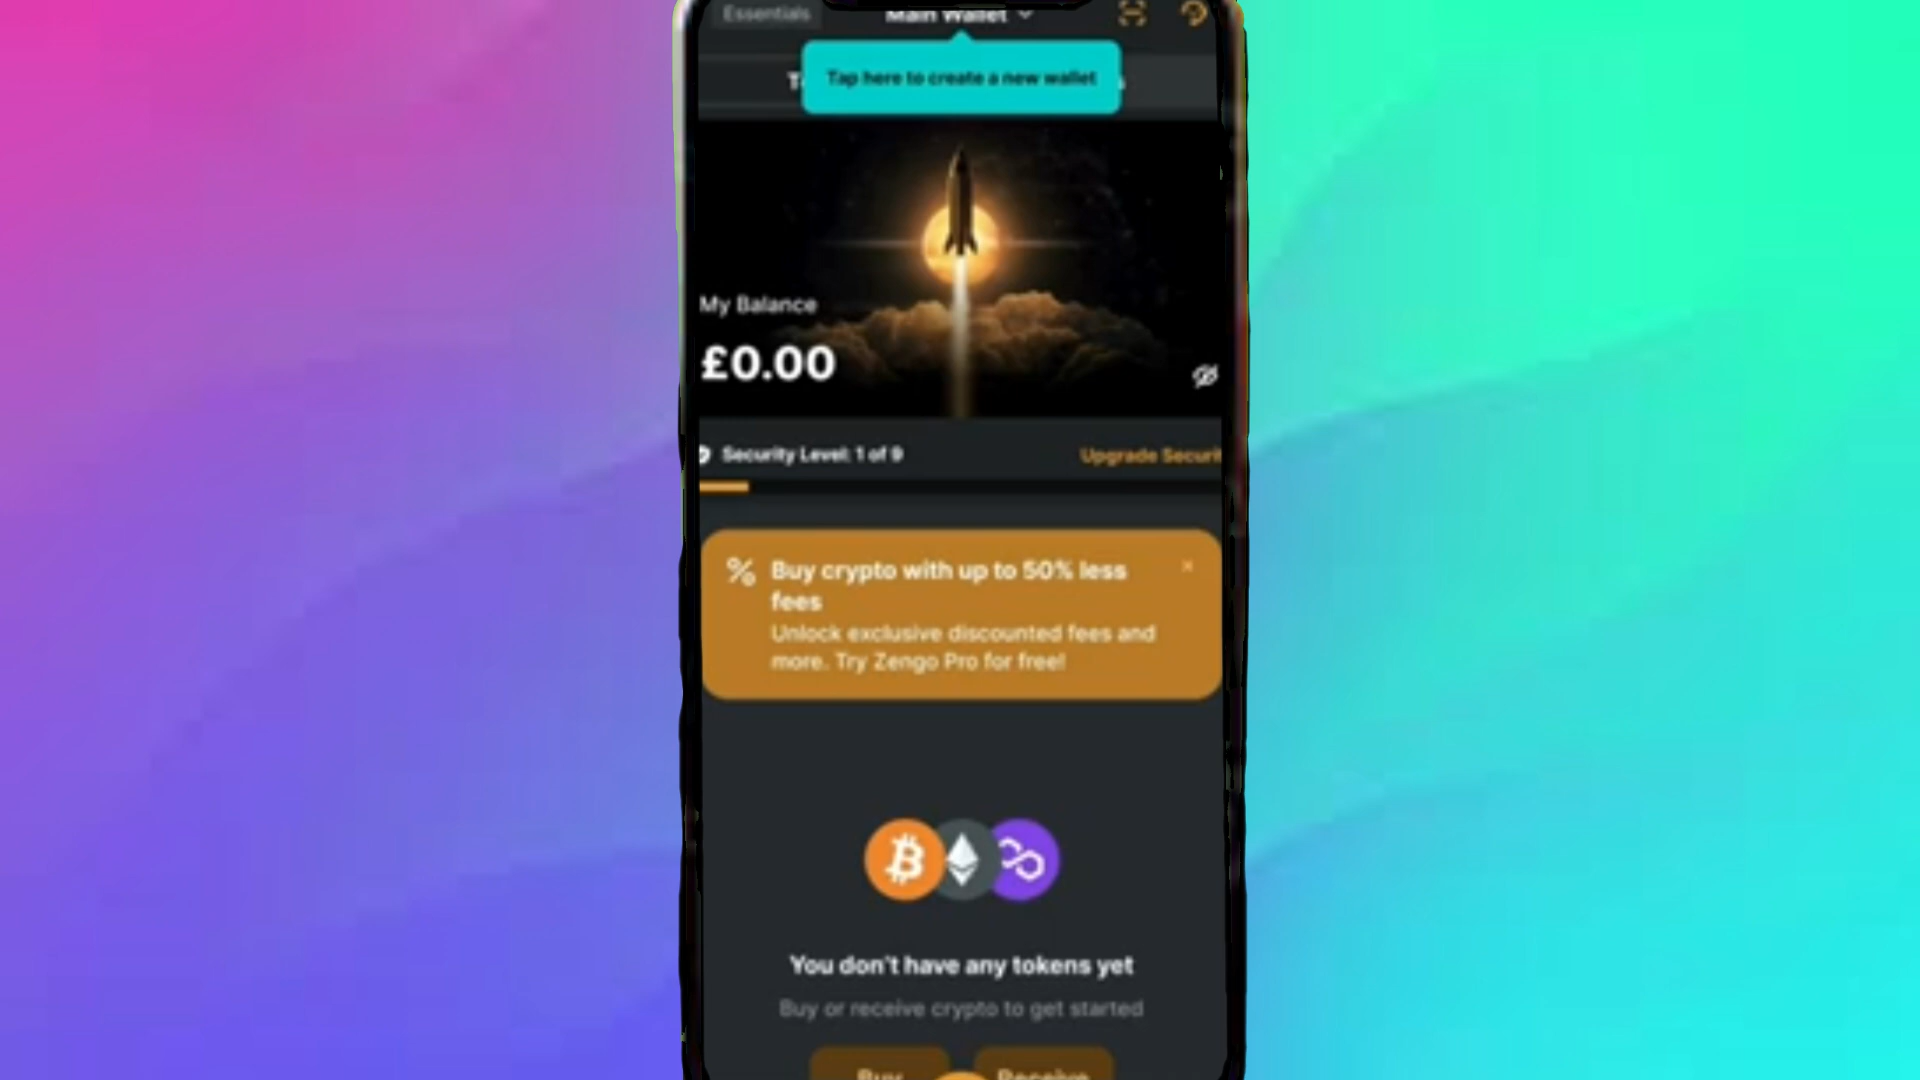 Essentials
Main Wallet
Tap here to create a new wallet
My Balance
£0.00
Security Level: 1 of 9
Upgrade Securit
% Buy crypto with up to 50% less
fees
Unlock exclusive discounted fees and
more. Try Zengo Pro for free!
You don't have any tokens yet
Buy or receive crypto to get started
Buy
Receive